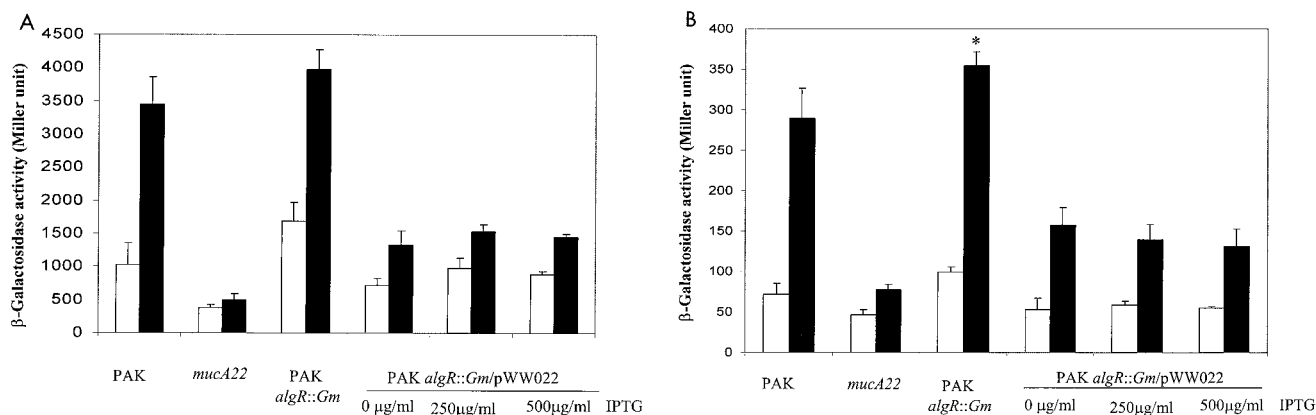 A
β-Galactosidase activity (Miller unit)
4500
4000
3500
3000
2500
2000
1500
1000
500
0
PAK
mucA22
PAK
algR::Gm
PAK algR::Gm/pWW022
0 μg/ml 250μg/ml 500μg/ml IPTG
B
β-Galactosidase activity (Miller unit)
400
350
300
250
200
150
100
50
0
*
PAK
mucA22
PAK
algR::Gm
PAK algR::Gm/pWW022
0 μg/ml 250μg/ml 500μg/ml IPTG